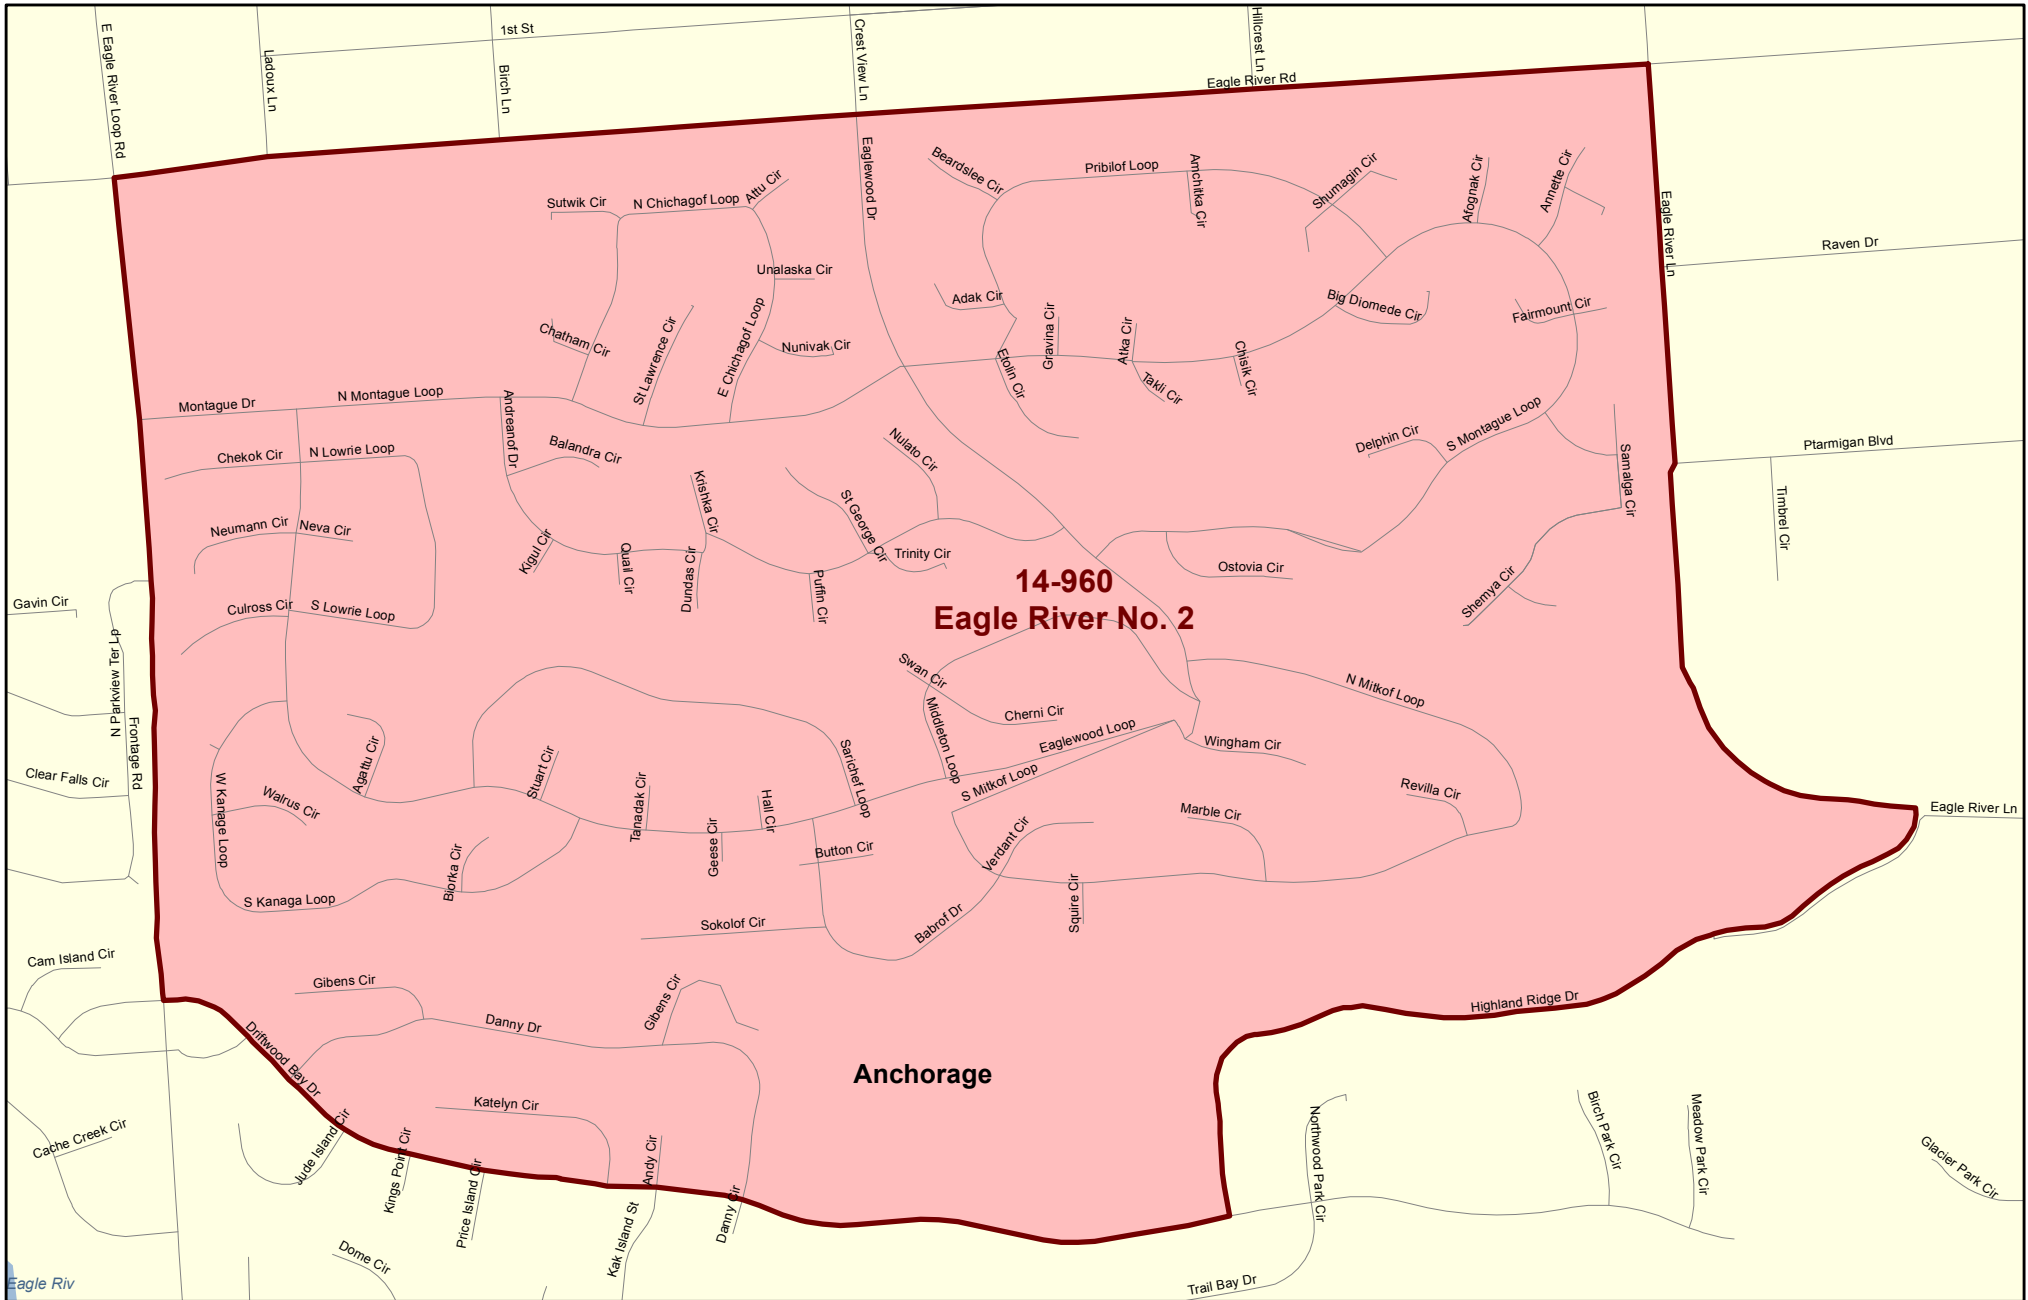 E Eagle River Loop Rd
Ladoux Ln
1st St
Birch Ln
Crest View Ln
Hillcrest Ln
Eagle River Rd
Eaglewood Dr
Beardslee Cir
Pribilof Loop
Amchitka Cir
Shumagin Cir
Afognak Cir
Annette Cir
Eagle River Ln
Raven Dr
Sutwik Cir
N Chichagof Loop
Attu Cir
Unalaska Cir
Adak Cir
Gravina Cir
Atka Cir
Big Diomede Cir
Fairmount Cir
Chatham Cir
St Lawrence Cir
E Chichagof Loop
Nunivak Cir
Etolin Cir
Takli Cir
Chisik Cir
Montague Dr
N Montague Loop
Andreanof Dr
Balandra Cir
Nulato Cir
Delphin Cir
S Montague Loop
Samalga Cir
Ptarmigan Blvd
Timbrel Cir
Chekok Cir
N Lowrie Loop
Krishka Cir
St George Cir
Neumann Cir
Neva Cir
Kigul Cir
Quail Cir
Dundas Cir
Puffin Cir
Trinity Cir
Ostovia Cir
Shemya Cir
14-960
Eagle River No. 2
Gavin Cir
Culross Cir
S Lowrie Loop
N Parkview Ter Lp
Frontage Rd
Swan Cir
Cherni Cir
Middleton Loop
Eaglewood Loop
N Mitkof Loop
Wingham Cir
S Mitkof Loop
Revilla Cir
Marble Cir
Clear Falls Cir
W Kanage Loop
Walrus Cir
Agattu Cir
Stuart Cir
Tanadak Cir
Geese Cir
Hall Cir
Sarichef Loop
Button Cir
Verdant Cir
Squire Cir
Eagle River Ln
S Kanaga Loop
Biorka Cir
Sokolof Cir
Babrof Dr
Cam Island Cir
Gibens Cir
Gibens Cir
Danny Dr
Highland Ridge Dr
Driftwood Bay Dr
Anchorage
Katelyn Cir
Cache Creek Cir
Jude Island Cir
Kings Point Cir
Price Island Cir
Andy Cir
Kak Island St
Danny Cir
Dome Cir
Northwood Park Cir
Birch Park Cir
Meadow Park Cir
Glacier Park Cir
Trail Bay Dr
Eagle Riv